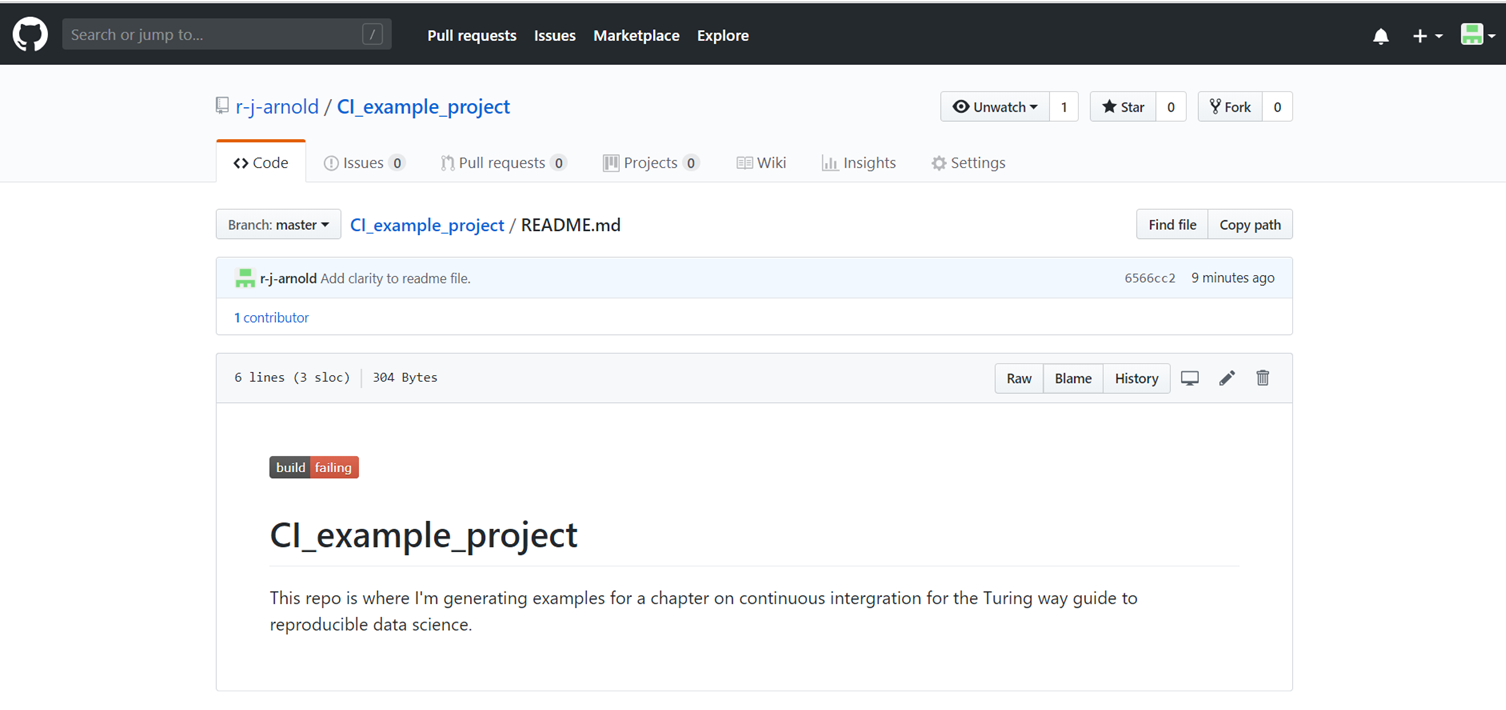 Search or jump to... / Pull requests Issues Marketplace Explore
r-j-arnold / CI_example_project Unwatch 1 Star 0 Fork 0
Code Issues 0 Pull requests 0 Projects 0 Wiki Insights Settings
Branch: master CI_example_project / README.md Find file Copy path
r-j-arnold Add clarity to readme file. 6566cc2 9 minutes ago
1 contributor
6 lines (3 sloc) 304 Bytes Raw Blame History
build failing
CI_example_project
This repo is where I'm generating examples for a chapter on continuous intergration for the Turing way guide to
reproducible data science.